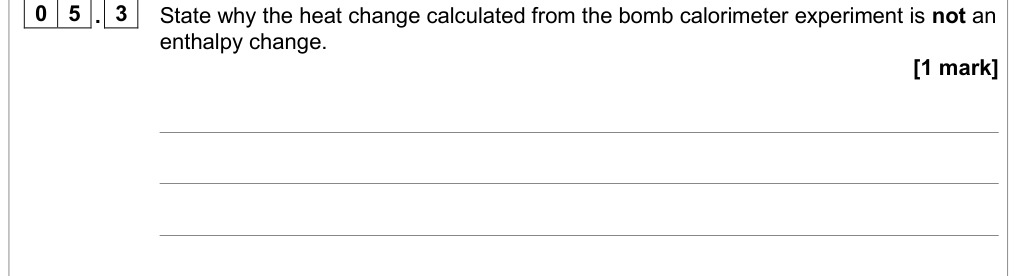 0 5 . 3 State why the heat change calculated from the bomb calorimeter experiment is not an
enthalpy change.
[1 mark]